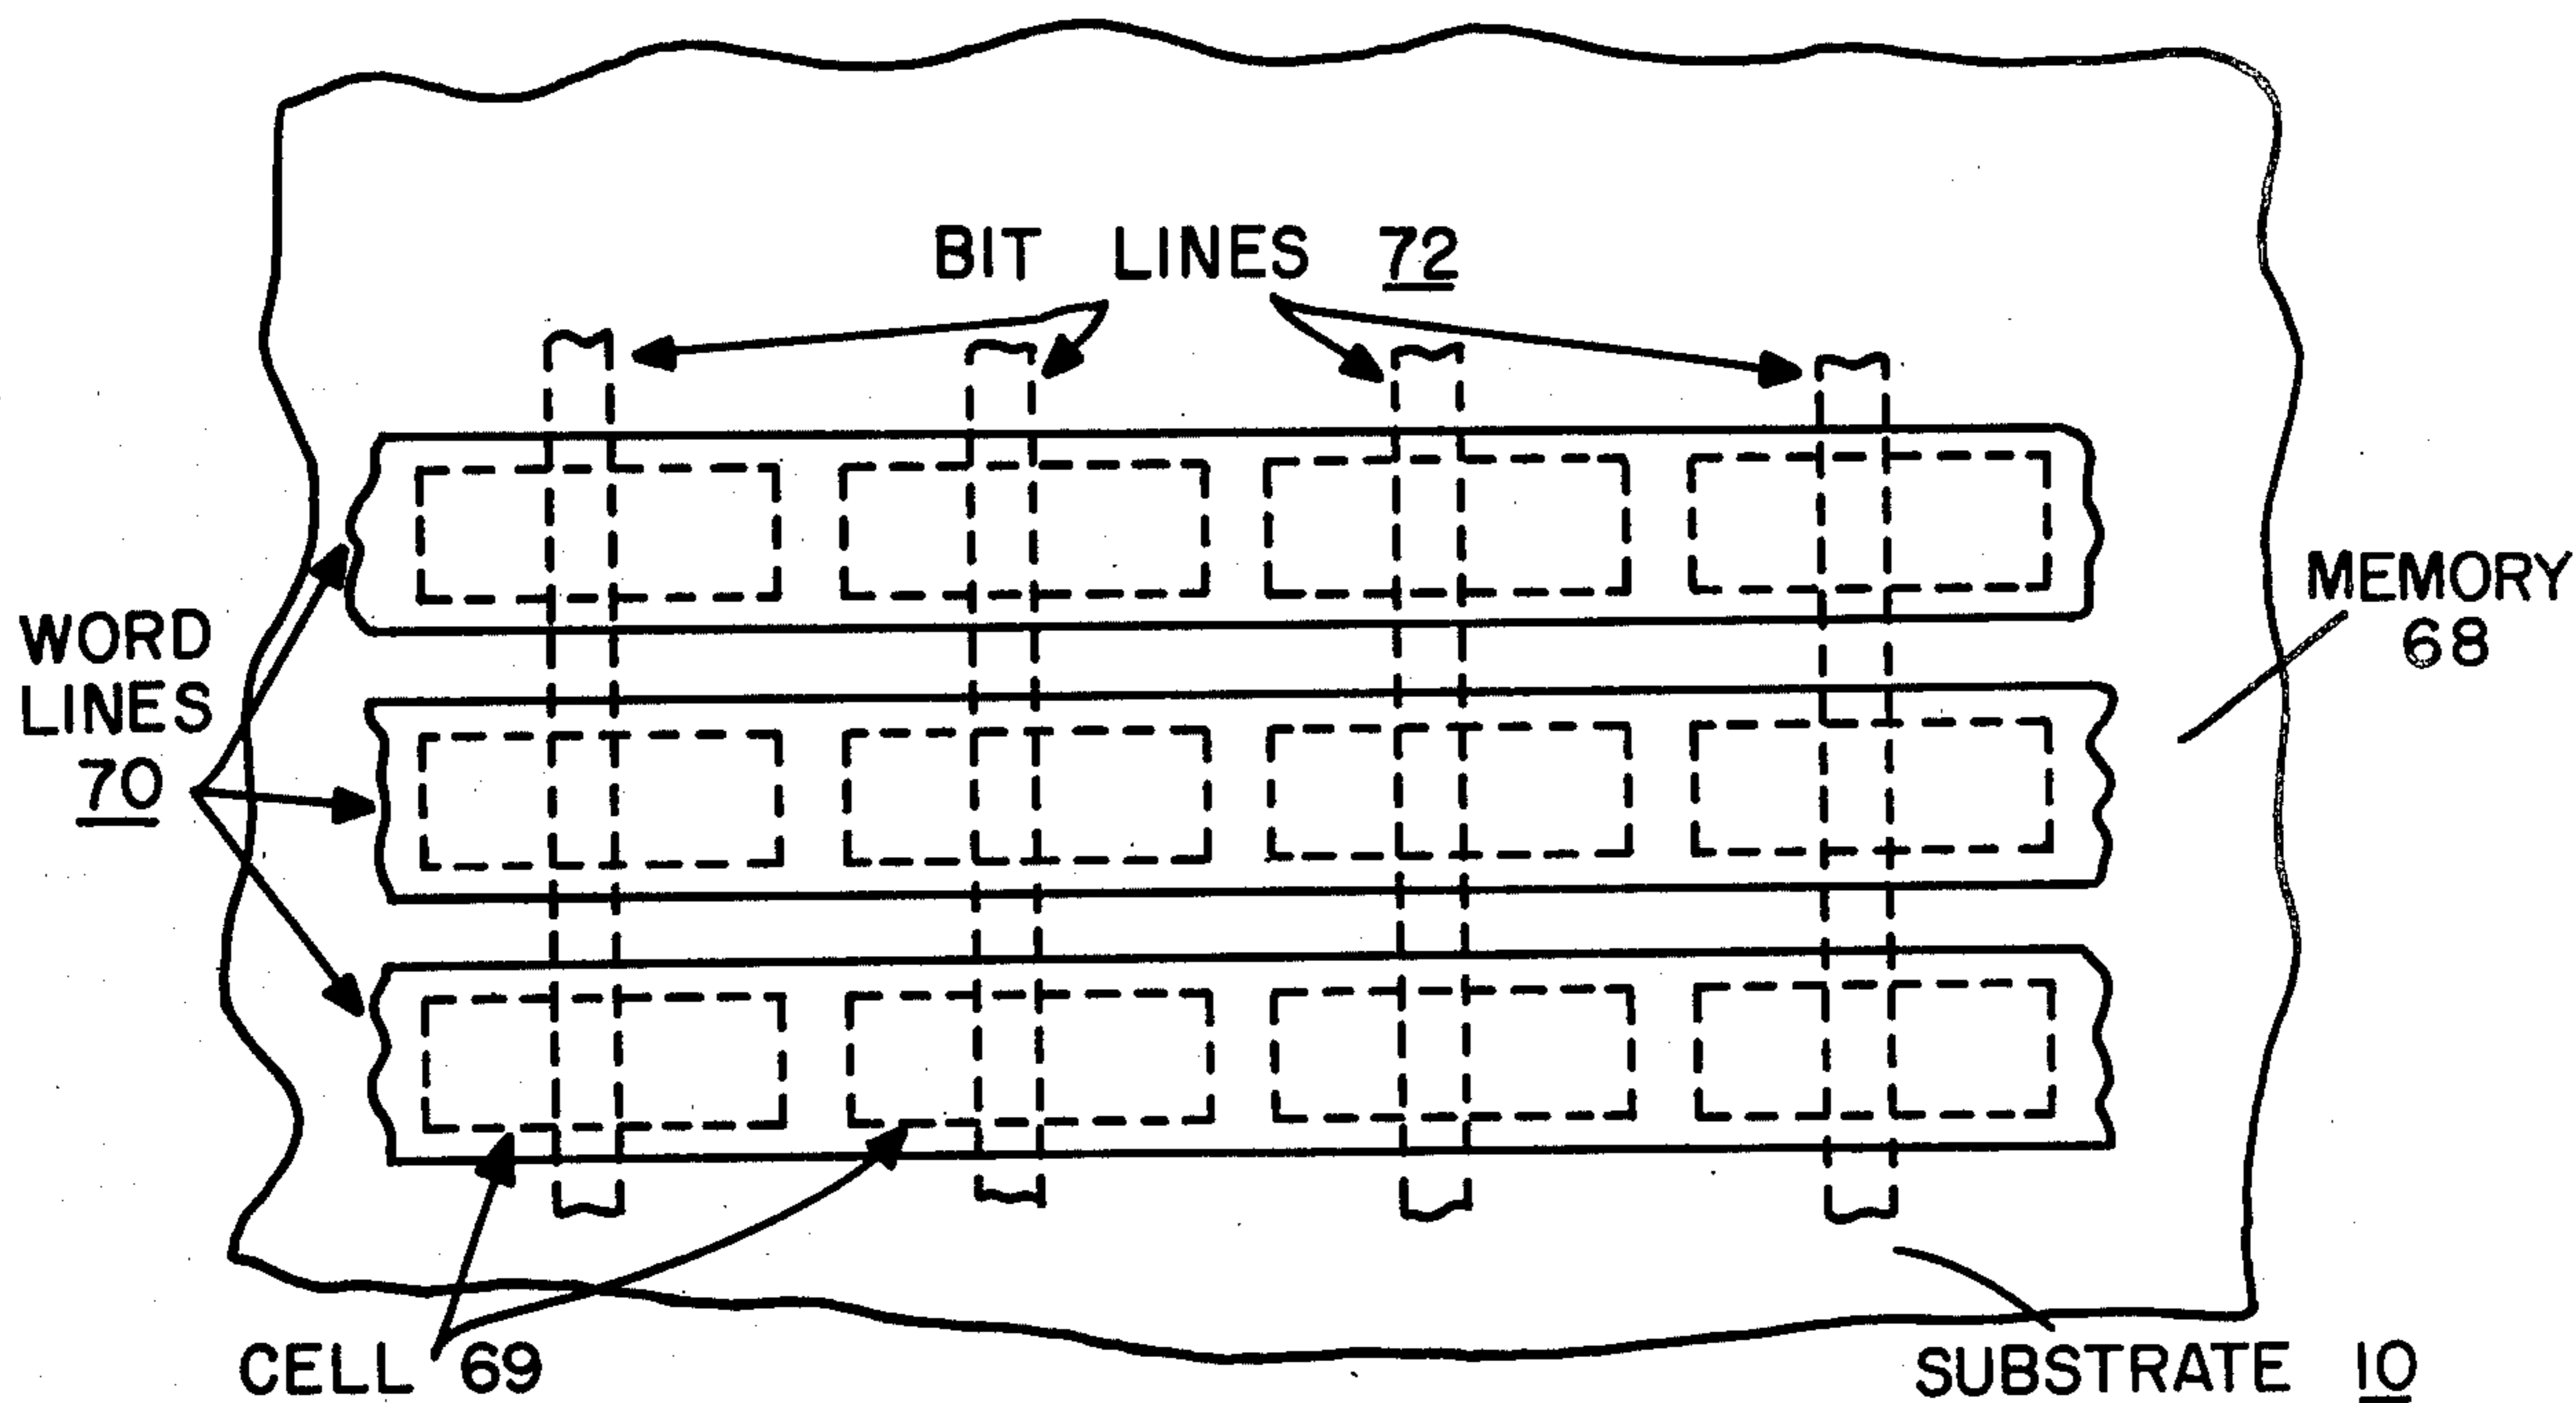 BIT LINES 72
WORD
LINES
70
MEMORY
68
CELL 69
SUBSTRATE 10